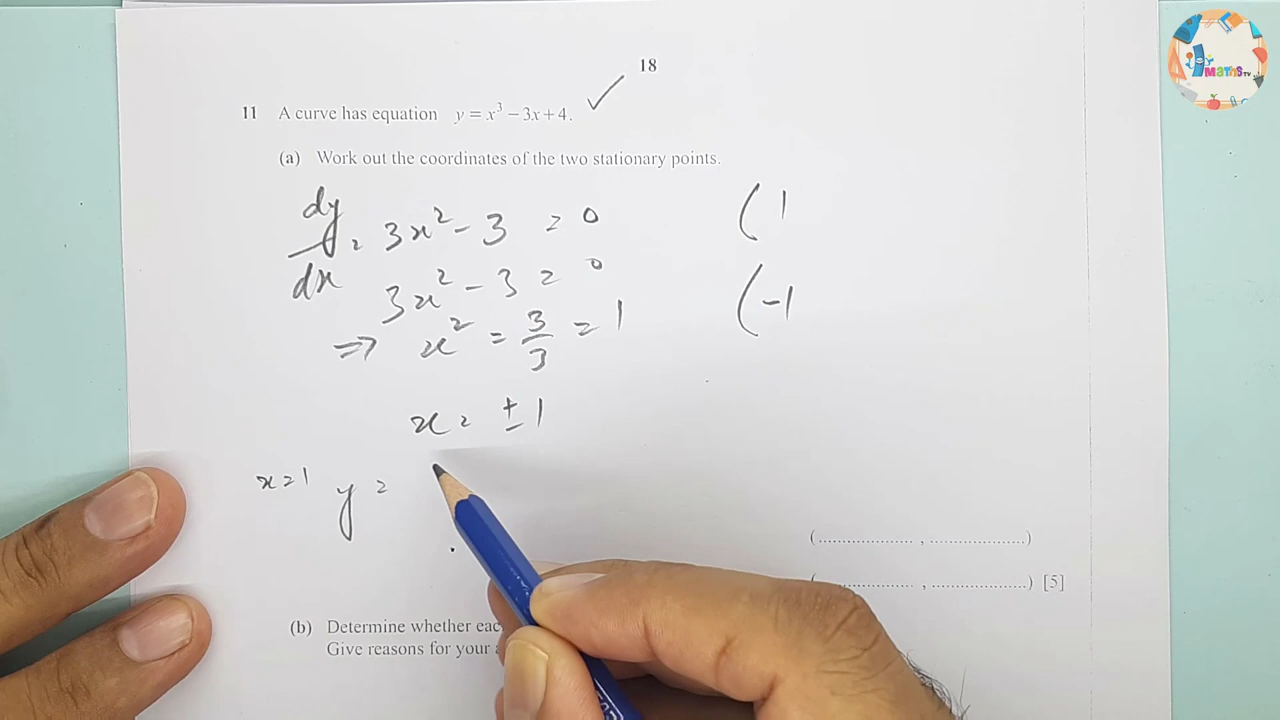 18
11 A curve has equation y = x³ − 3x + 4.
(a) Work out the coordinates of the two stationary points.
dy/dx = 3x² − 3 = 0
(1
3x² − 3 = 0
(−1
⇒ x² = 3/3 = 1
x = ±1
x = 1 y =
(.................. , ..................)
( .................. , ..................) [5]
(b) Determine whether eac
Give reasons for your a
MATHS TV